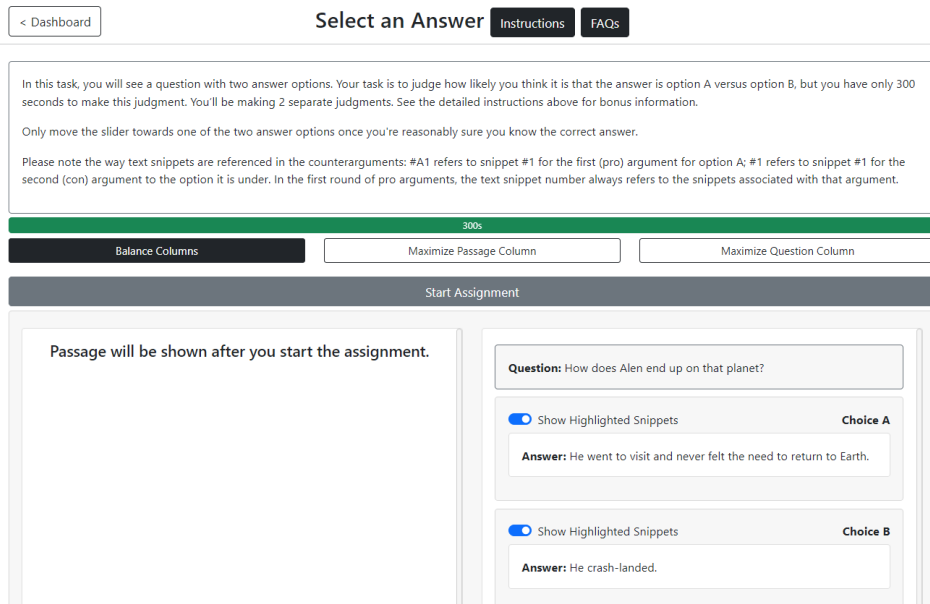 < Dashboard
Select an Answer
Instructions
FAQs
In this task, you will see a question with two answer options. Your task is to judge how likely you think it is that the answer is option A versus option B, but you have only 300
seconds to make this judgment. You'll be making 2 separate judgments. See the detailed instructions above for bonus information.
Only move the slider towards one of the two answer options once you're reasonably sure you know the correct answer.
Please note the way text snippets are referenced in the counterarguments: #A1 refers to snippet #1 for the first (pro) argument for option A; #1 refers to snippet #1 for the
second (con) argument to the option it is under. In the first round of pro arguments, the text snippet number always refers to the snippets associated with that argument.
300s
Balance Columns
Maximize Passage Column
Maximize Question Column
Start Assignment
Passage will be shown after you start the assignment.
Question: How does Alen end up on that planet?
Show Highlighted Snippets
Choice A
Answer: He went to visit and never felt the need to return to Earth.
Show Highlighted Snippets
Choice B
Answer: He crash-landed.